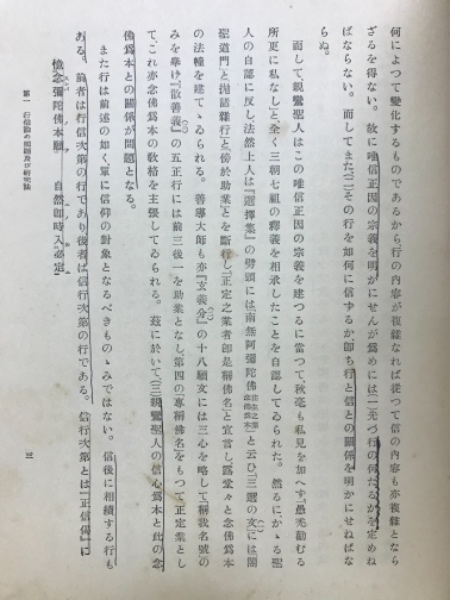 何によつて變化するものであるから行の内容が複雜なれば從つて信の内容も亦複雜となら
ざるを得ない。故に唯信正因の宗義を明かにせんが爲めには(一)先づ行の何たるかを定めね
ばならない。而してまた(二)その行を如何に信ずるか卽ち行と信との關係を明かにせねばな
らぬ。
而して、親鸞聖人はこの唯信正因の宗義を建つるに當つて、秋毫も私見を加へず「愚禿勸むる
所更に私なし」と、全く三朝七祖の釋義を相承したことを自認してゐられた。然るに、かゝる聖
人の自認に反し、法然上人は『選擇集』の劈頭には「南無阿彌陀佛往生之業念佛爲本」と云ひ「三選の文」には「閣
聖道門」と「拋諸雜行」と「傍於助業」とを斷行し、「正定之業者卽是稱佛名」と宣言し、露堂々と念佛爲本
の法幢を建てゝゐられる。善導大師も亦『玄義分』の十八願文には三心を略して「稱我名號」の
みを擧げ、『散善義』の五正行には前三後一を助業となし、第四の「專稱佛名」をもつて正定業とし
て、これ亦念佛爲本の敎格を主張してゐられる。茲に於いて、(三)親鸞聖人の信心爲本と此の念
佛爲本との關係が問題となる。
また行は前述の如く、單に信仰の對象となるべきものゝみではない。信後に相續する行も
ある。前者は行信次第の行であり、後者は信行次第の行である。信行次第とは、『正信偈』に
憶念彌陀佛本願 自然卽時入必定
第一 行信論の問題及び研究法
三